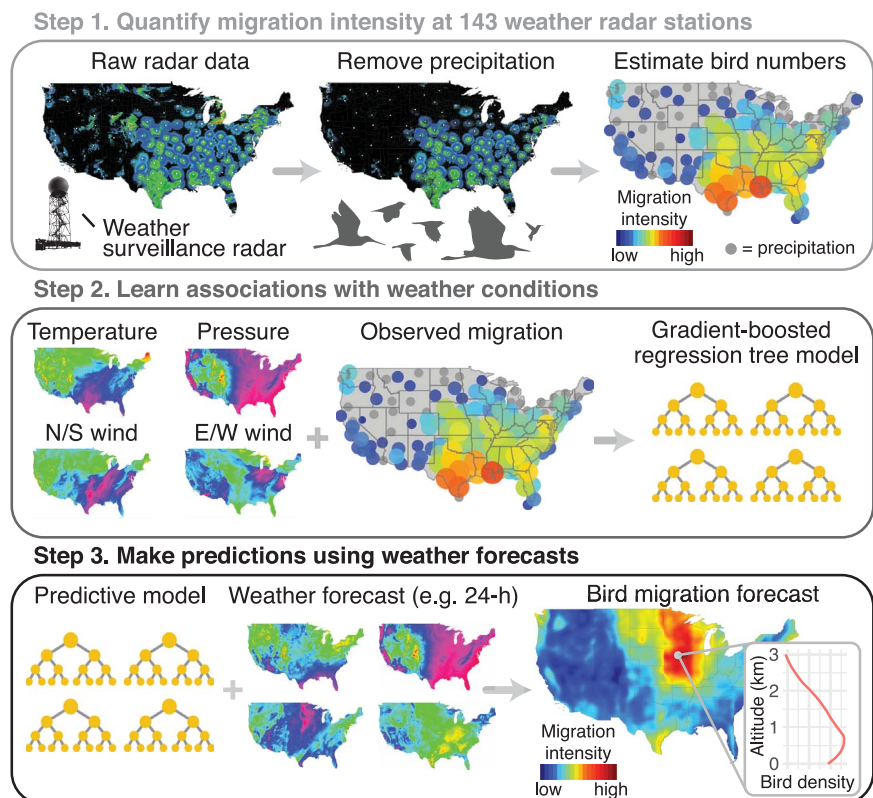 Step 1. Quantify migration intensity at 143 weather radar stations
Raw radar data
Remove precipitation
Estimate bird numbers
Weather
surveillance radar
Migration
intensity
low
high
= precipitation
Step 2. Learn associations with weather conditions
Temperature
Pressure
Observed migration
Gradient-boosted
regression tree model
N/S wind
E/W wind
+
Step 3. Make predictions using weather forecasts
Predictive model
Weather forecast (e.g. 24-h)
Bird migration forecast
+
Migration
intensity
low
high
Altitude (km)
3
2
1
0
Bird density